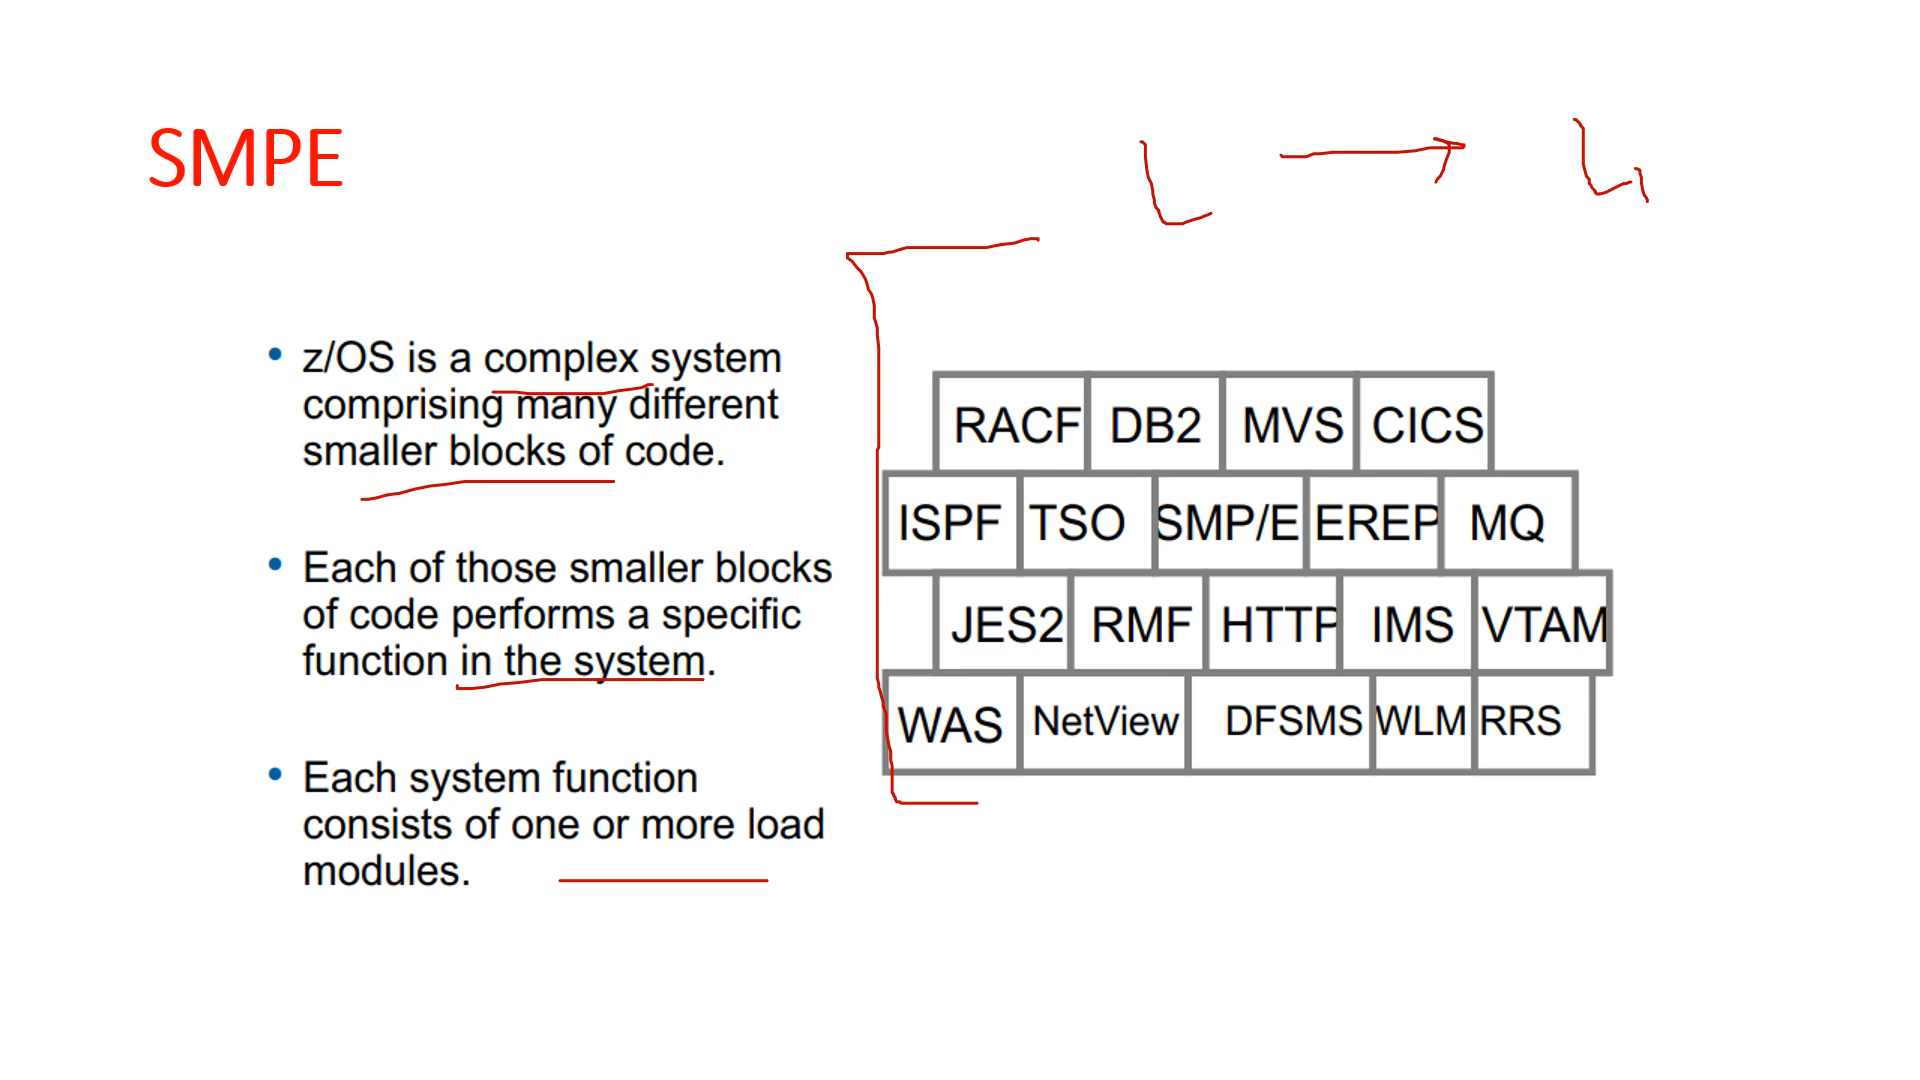 SMPE
• z/OS is a complex system
comprising many different
smaller blocks of code.
• Each of those smaller blocks
of code performs a specific
function in the system.
• Each system function
consists of one or more load
modules.
RACF DB2 MVS CICS
ISPF TSO SMP/E EREP MQ
JES2 RMF HTTP IMS VTAM
WAS NetView DFSMS WLM RRS